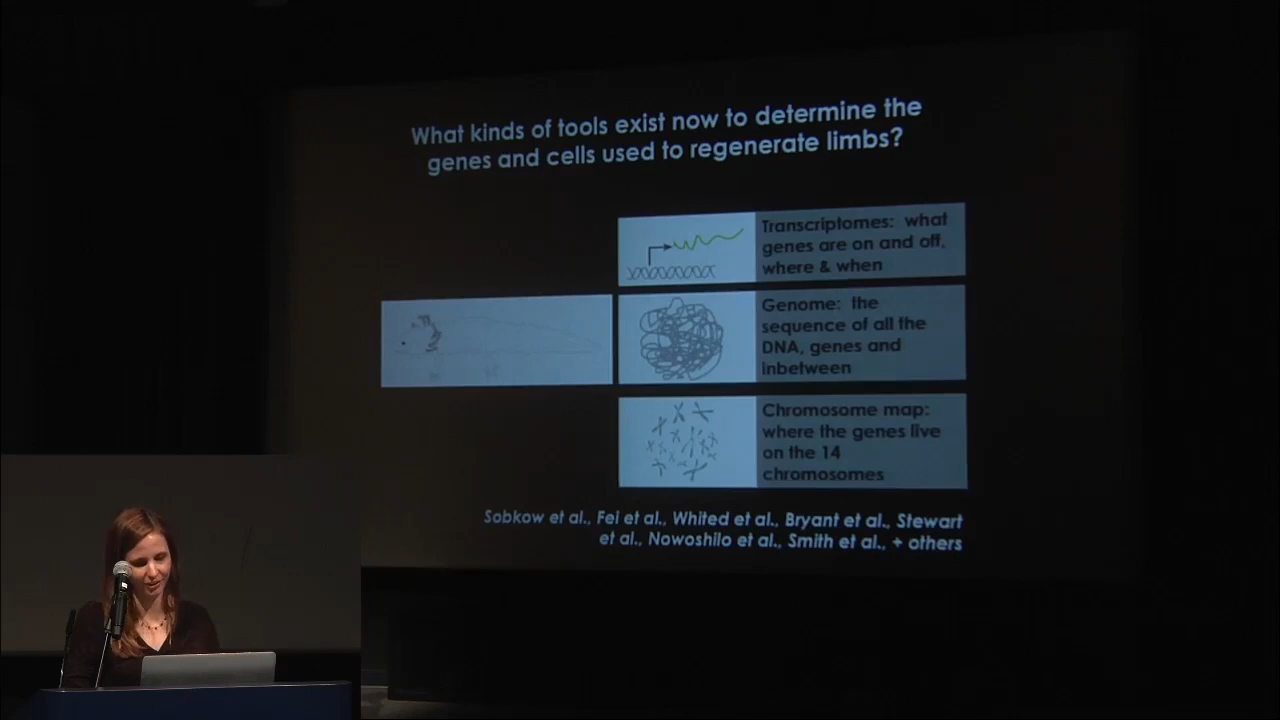 What kinds of tools exist now to determine the
genes and cells used to regenerate limbs?
Transcriptomes: what
genes are on and off,
where & when
Genome: the
sequence of all the
DNA, genes and
inbetween
Chromosome map:
where the genes live
on the 14
chromosomes
Sobkow et al., Fei et al., Whited et al., Bryant et al., Stewart
et al., Nowoshilo et al., Smith et al., + others